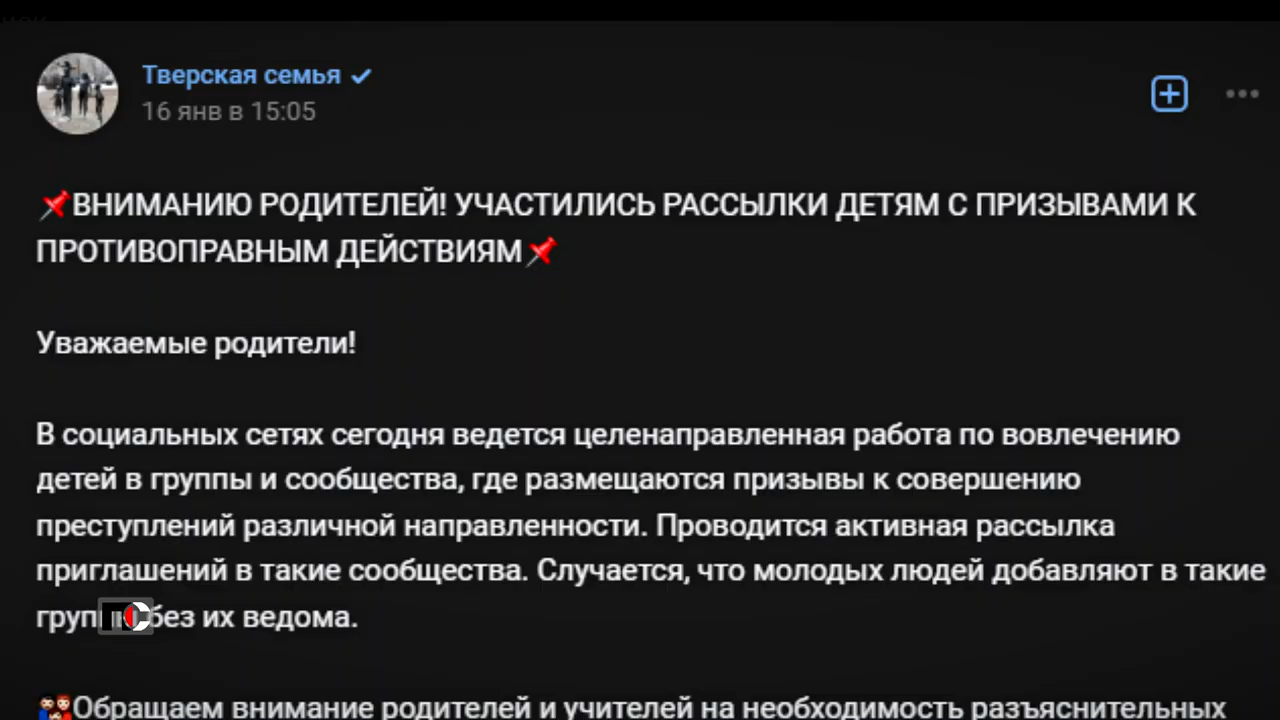 Тверская семья
16 янв в 15:05
ВНИМАНИЮ РОДИТЕЛЕЙ! УЧАСТИЛИСЬ РАССЫЛКИ ДЕТЯМ С ПРИЗЫВАМИ К
ПРОТИВОПРАВНЫМ ДЕЙСТВИЯМ
Уважаемые родители!
В социальных сетях сегодня ведется целенаправленная работа по вовлечению
детей в группы и сообщества, где размещаются призывы к совершению
преступлений различной направленности. Проводится активная рассылка
приглашений в такие сообщества. Случается, что молодых людей добавляют в такие
без их ведома.
Обращаем внимание родителей и учителей на необходимость разъяснительных